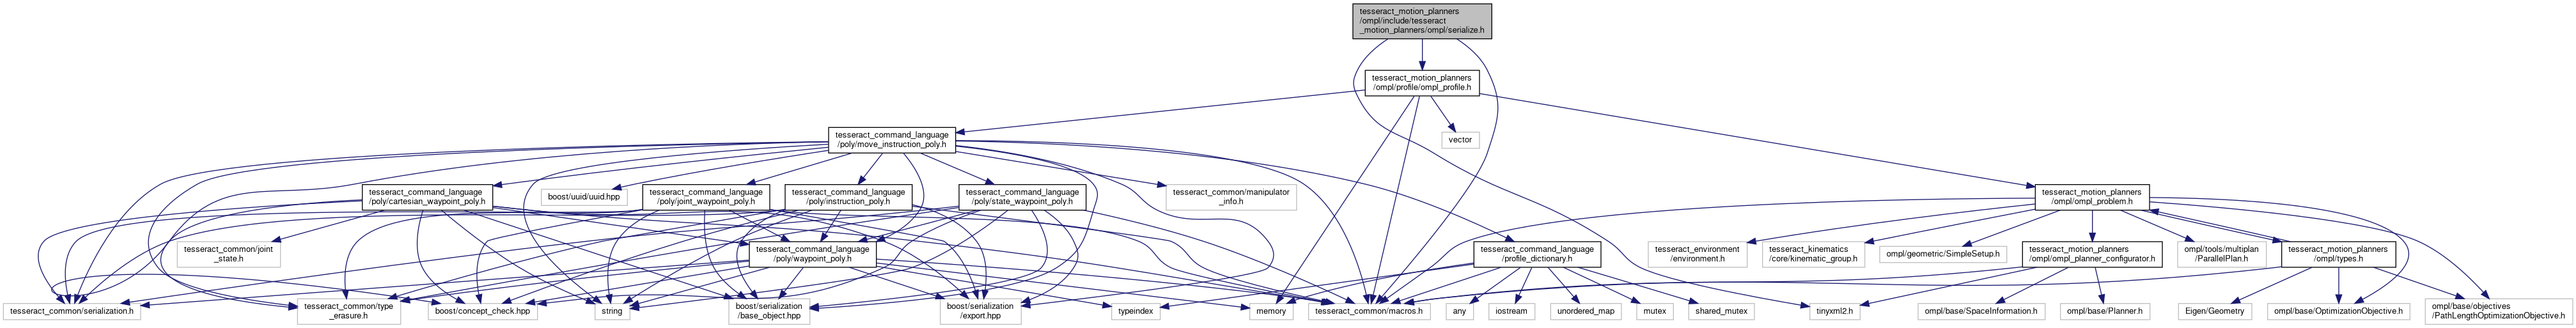 tesseract_motion_planners
/ompl/include/tesseract
_motion_planners/ompl/serialize.h
tesseract_motion_planners
/ompl/profile/ompl_profile.h
tesseract_command_language
/poly/move_instruction_poly.h
vector
tesseract_command_language
/poly/cartesian_waypoint_poly.h
boost/uuid/uuid.hpp
tesseract_command_language
/poly/joint_waypoint_poly.h
tesseract_command_language
/poly/instruction_poly.h
tesseract_command_language
/poly/state_waypoint_poly.h
tesseract_common/manipulator
_info.h
tesseract_motion_planners
/ompl/ompl_problem.h
tesseract_common/joint
_state.h
tesseract_command_language
/poly/waypoint_poly.h
tesseract_command_language
/profile_dictionary.h
tesseract_environment
/environment.h
tesseract_kinematics
/core/kinematic_group.h
ompl/geometric/SimpleSetup.h
tesseract_motion_planners
/ompl/ompl_planner_configurator.h
ompl/tools/multiplan
/ParallelPlan.h
tesseract_motion_planners
/ompl/types.h
tesseract_common/serialization.h
tesseract_common/type
_erasure.h
boost/concept_check.hpp
string
boost/serialization
/base_object.hpp
boost/serialization
/export.hpp
typeindex
memory
tesseract_common/macros.h
any
iostream
unordered_map
mutex
shared_mutex
tinyxml2.h
ompl/base/SpaceInformation.h
ompl/base/Planner.h
Eigen/Geometry
ompl/base/OptimizationObjective.h
ompl/base/objectives
/PathLengthOptimizationObjective.h